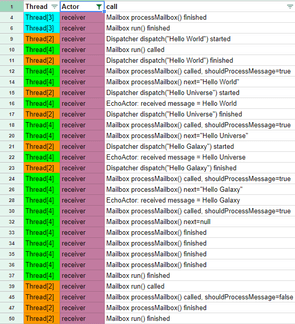 1 Thread Actor call
4 Thread[3] receiver Mailbox processMailbox() finished
5 Thread[3] receiver Mailbox run() finished
9 Thread[2] receiver Dispatcher dispatch("Hello World") started
10 Thread[4] receiver Mailbox run() called
11 Thread[2] receiver Dispatcher dispatch("Hello World") finished
12 Thread[4] receiver Mailbox processMailbox() called, shouldProcessMessage=true
Thread[4] receiver Mailbox processMailbox() next="Hello World"
15 Thread[2] receiver Dispatcher dispatch("Hello Universe") started
16 Thread[4] receiver EchoActor: received message = Hello World
17 Thread[2] receiver Dispatcher dispatch("Hello Universe") finished
18 Thread[4] receiver Mailbox processMailbox() called, shouldProcessMessage=true
20 Thread[4] receiver Mailbox processMailbox() next="Hello Universe"
21 Thread[2] receiver Dispatcher dispatch("Hello Galaxy") started
22 Thread[4] receiver EchoActor: received message = Hello Universe
23 Thread[2] receiver Dispatcher dispatch("Hello Galaxy") finished
24 Thread[4] receiver Mailbox processMailbox() called, shouldProcessMessage=true
Thread[4] receiver Mailbox processMailbox() next="Hello Galaxy"
28 Thread[4] receiver EchoActor: received message = Hello Galaxy
30 Thread[4] receiver Mailbox processMailbox() called, shouldProcessMessage=true
32 Thread[4] receiver Mailbox processMailbox() next=null
Thread[4] receiver Mailbox processMailbox() finished
34 Thread[4] receiver Mailbox processMailbox() finished
35 Thread[4] receiver Mailbox processMailbox() finished
36 Thread[4] receiver Mailbox processMailbox() finished
37 Thread[4] receiver Mailbox run() finished
39 Thread[2] receiver Mailbox run() called
45 Thread[2] receiver Mailbox processMailbox() called, shouldProcessMessage=false
Thread[2] receiver Mailbox processMailbox() finished
50 Thread[2] receiver Mailbox run() finished